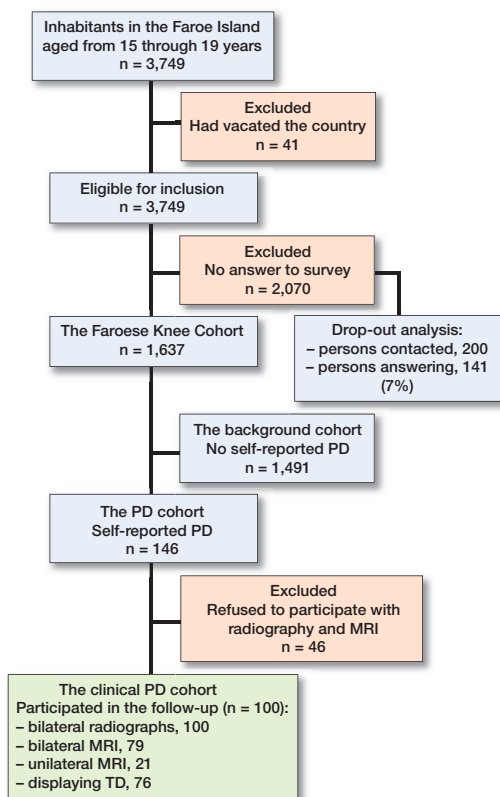 Inhabitants in the Faroe Island
aged from 15 through 19 years
n = 3,749
Excluded
Had vacated the country
n = 41
Eligible for inclusion
n = 3,749
Excluded
No answer to survey
n = 2,070
The Faroese Knee Cohort
n = 1,637
Drop-out analysis:
– persons contacted, 200
– persons answering, 141
(7%)
The background cohort
No self-reported PD
n = 1,491
The PD cohort
Self-reported PD
n = 146
Excluded
Refused to participate with
radiography and MRI
n = 46
The clinical PD cohort
Participated in the follow-up (n = 100):
– bilateral radiographs, 100
– bilateral MRI, 79
– unilateral MRI, 21
– displaying TD, 76